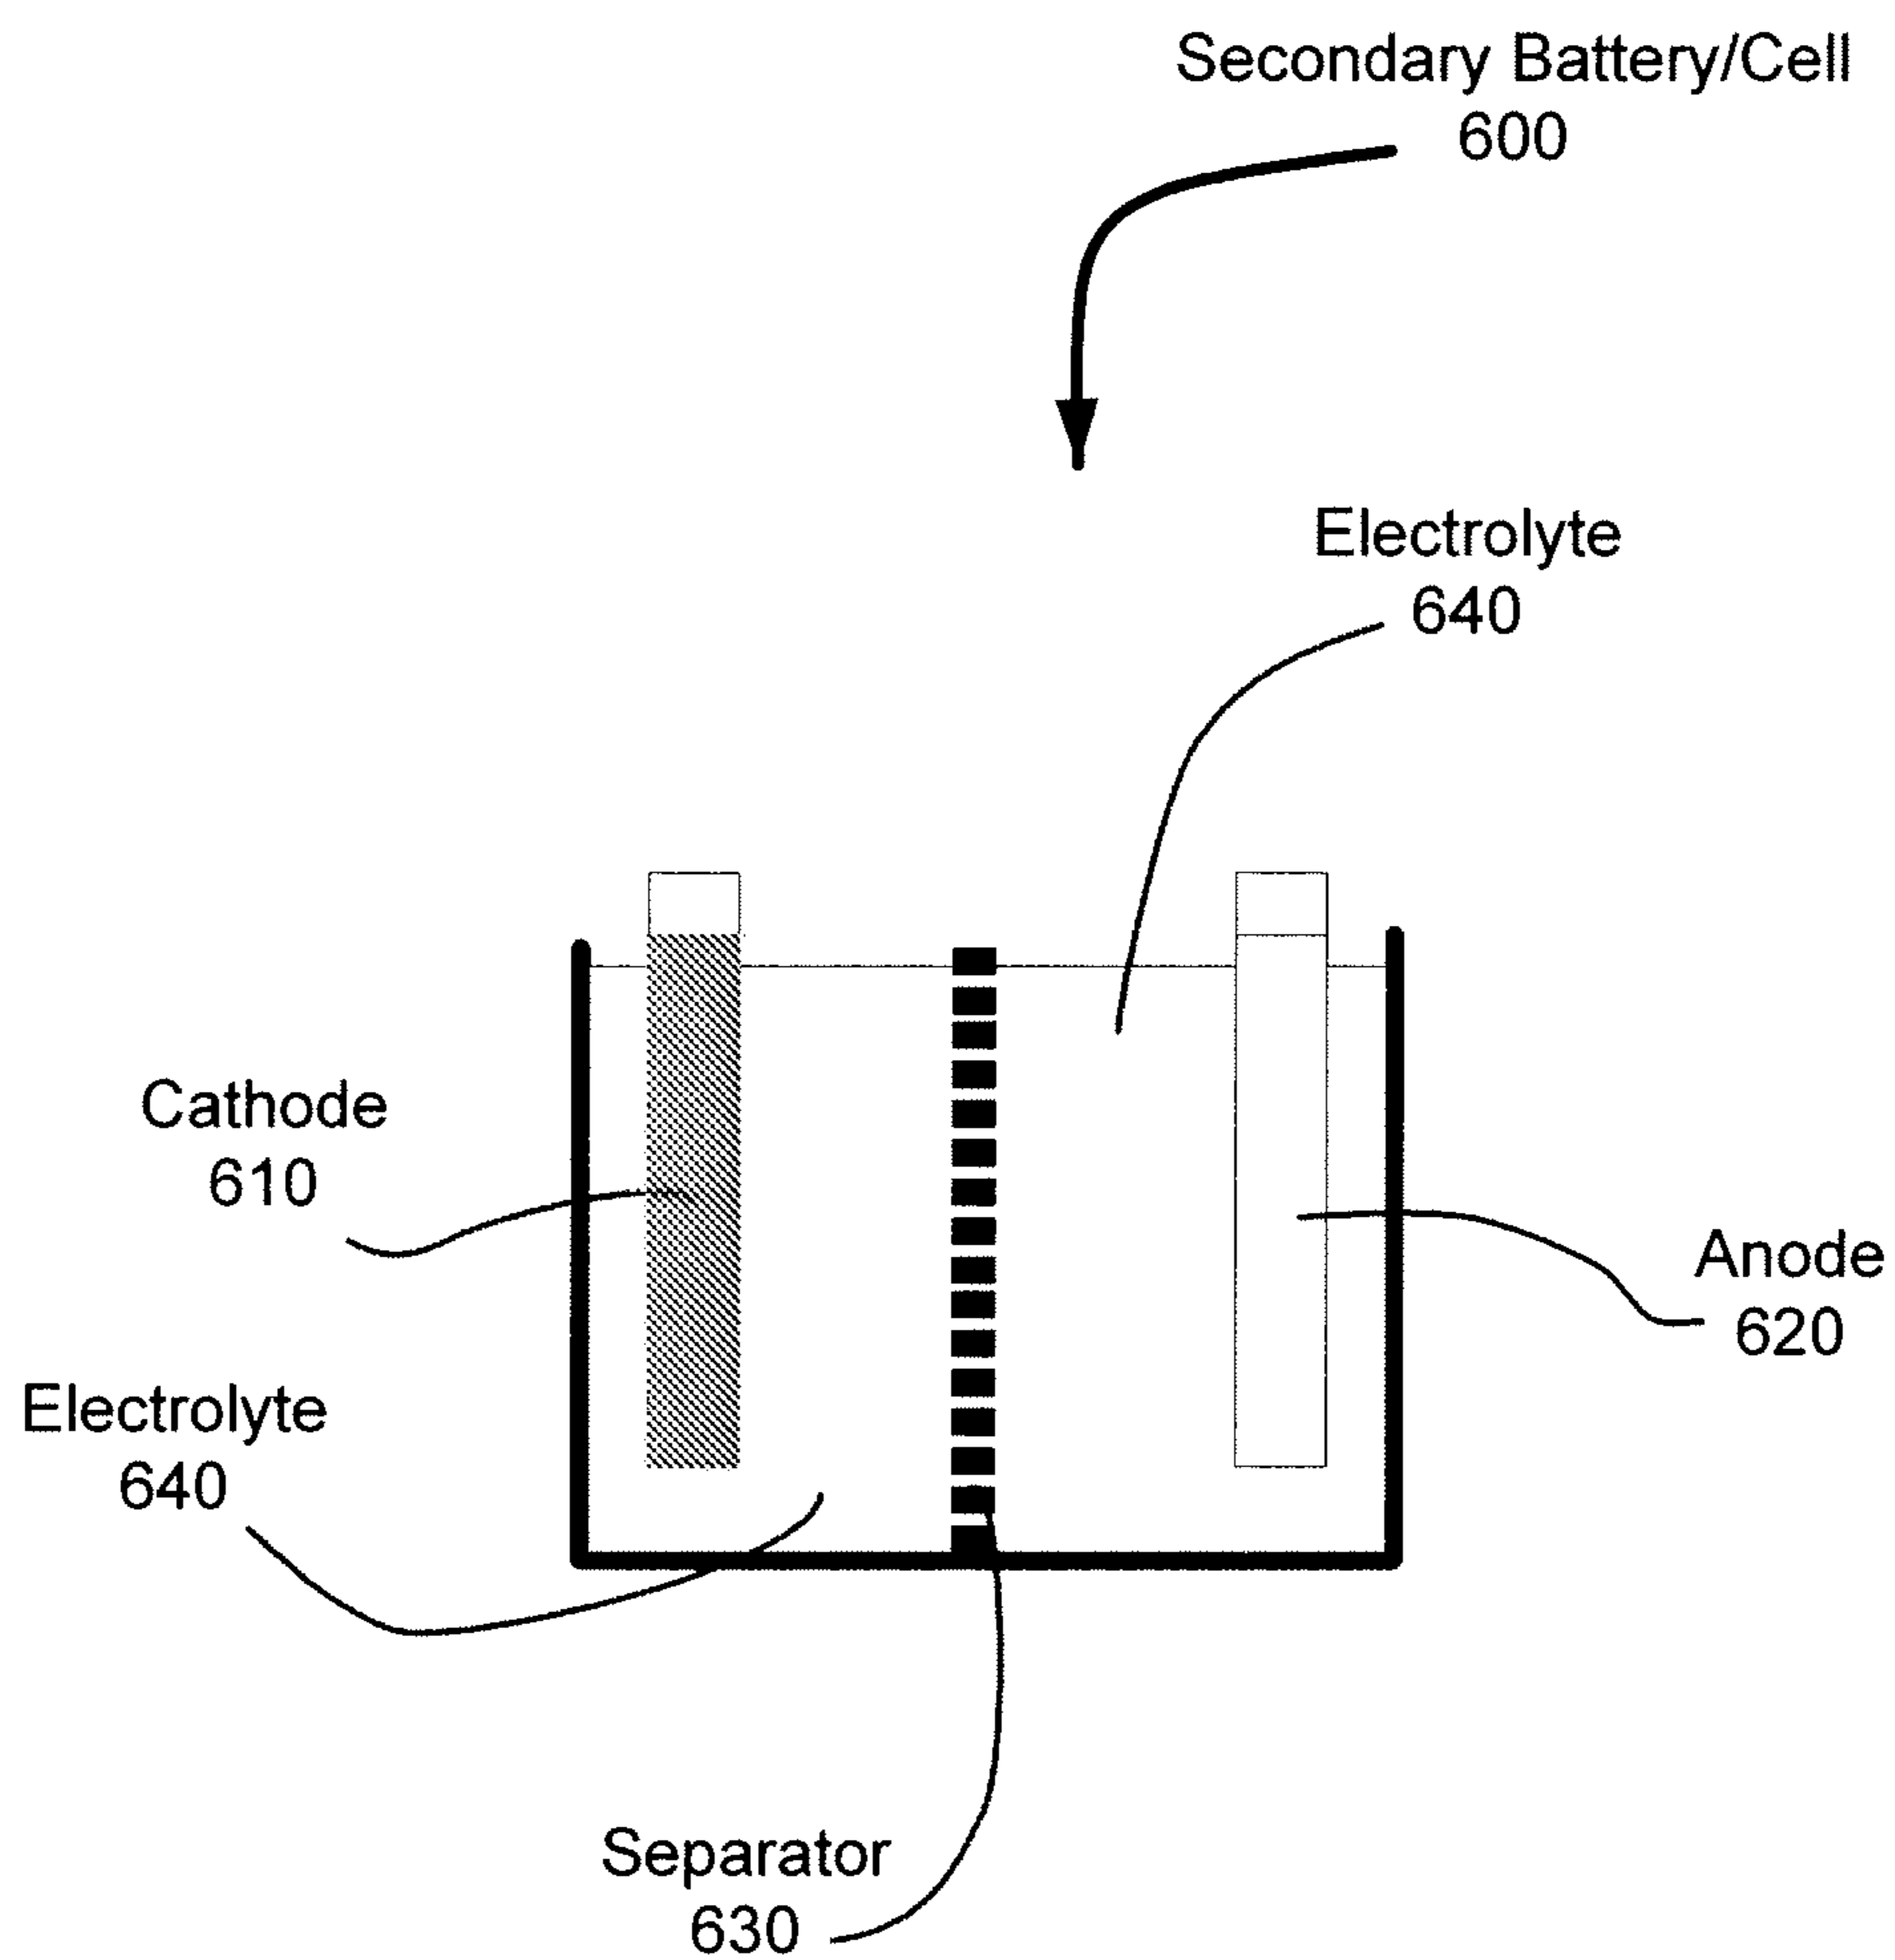 Secondary Battery/Cell
600
Electrolyte
640
Cathode
610
Anode
620
Electrolyte
640
Separator
630